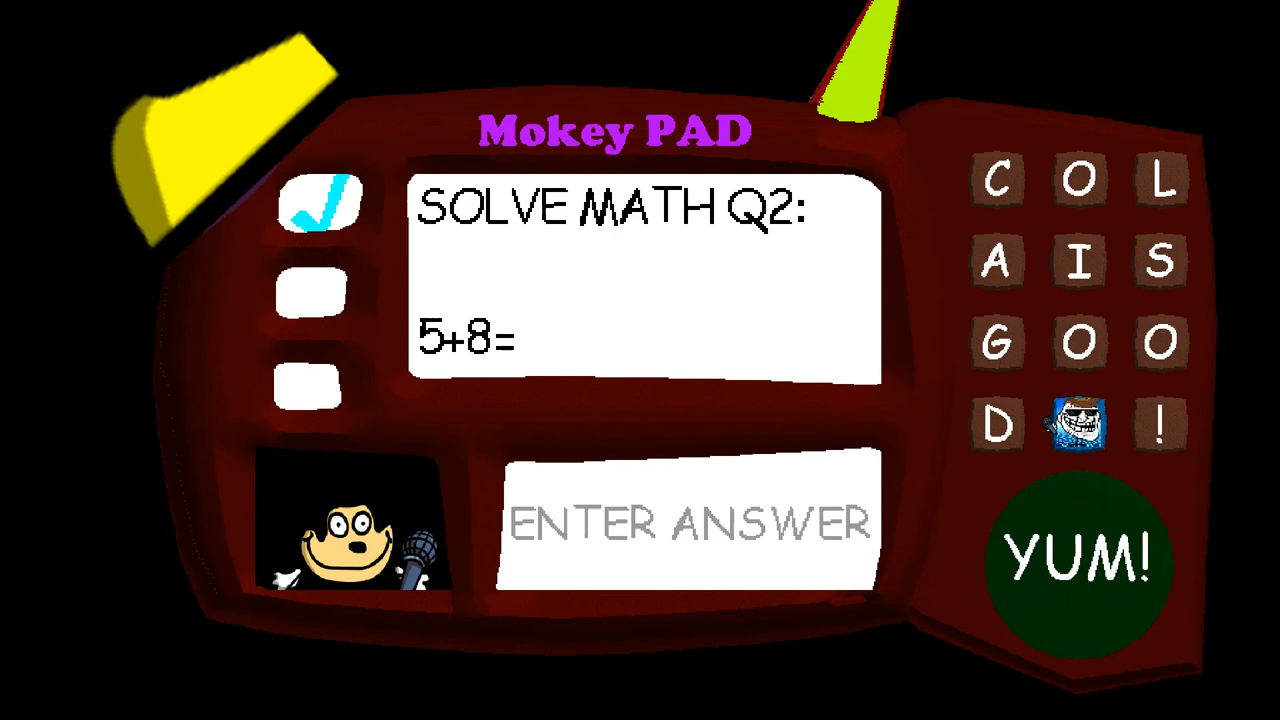 Mokey PAD
SOLVE MATH Q2:
5+8=
ENTER ANSWER
C O L
A I S
G O O
D !
YUM!